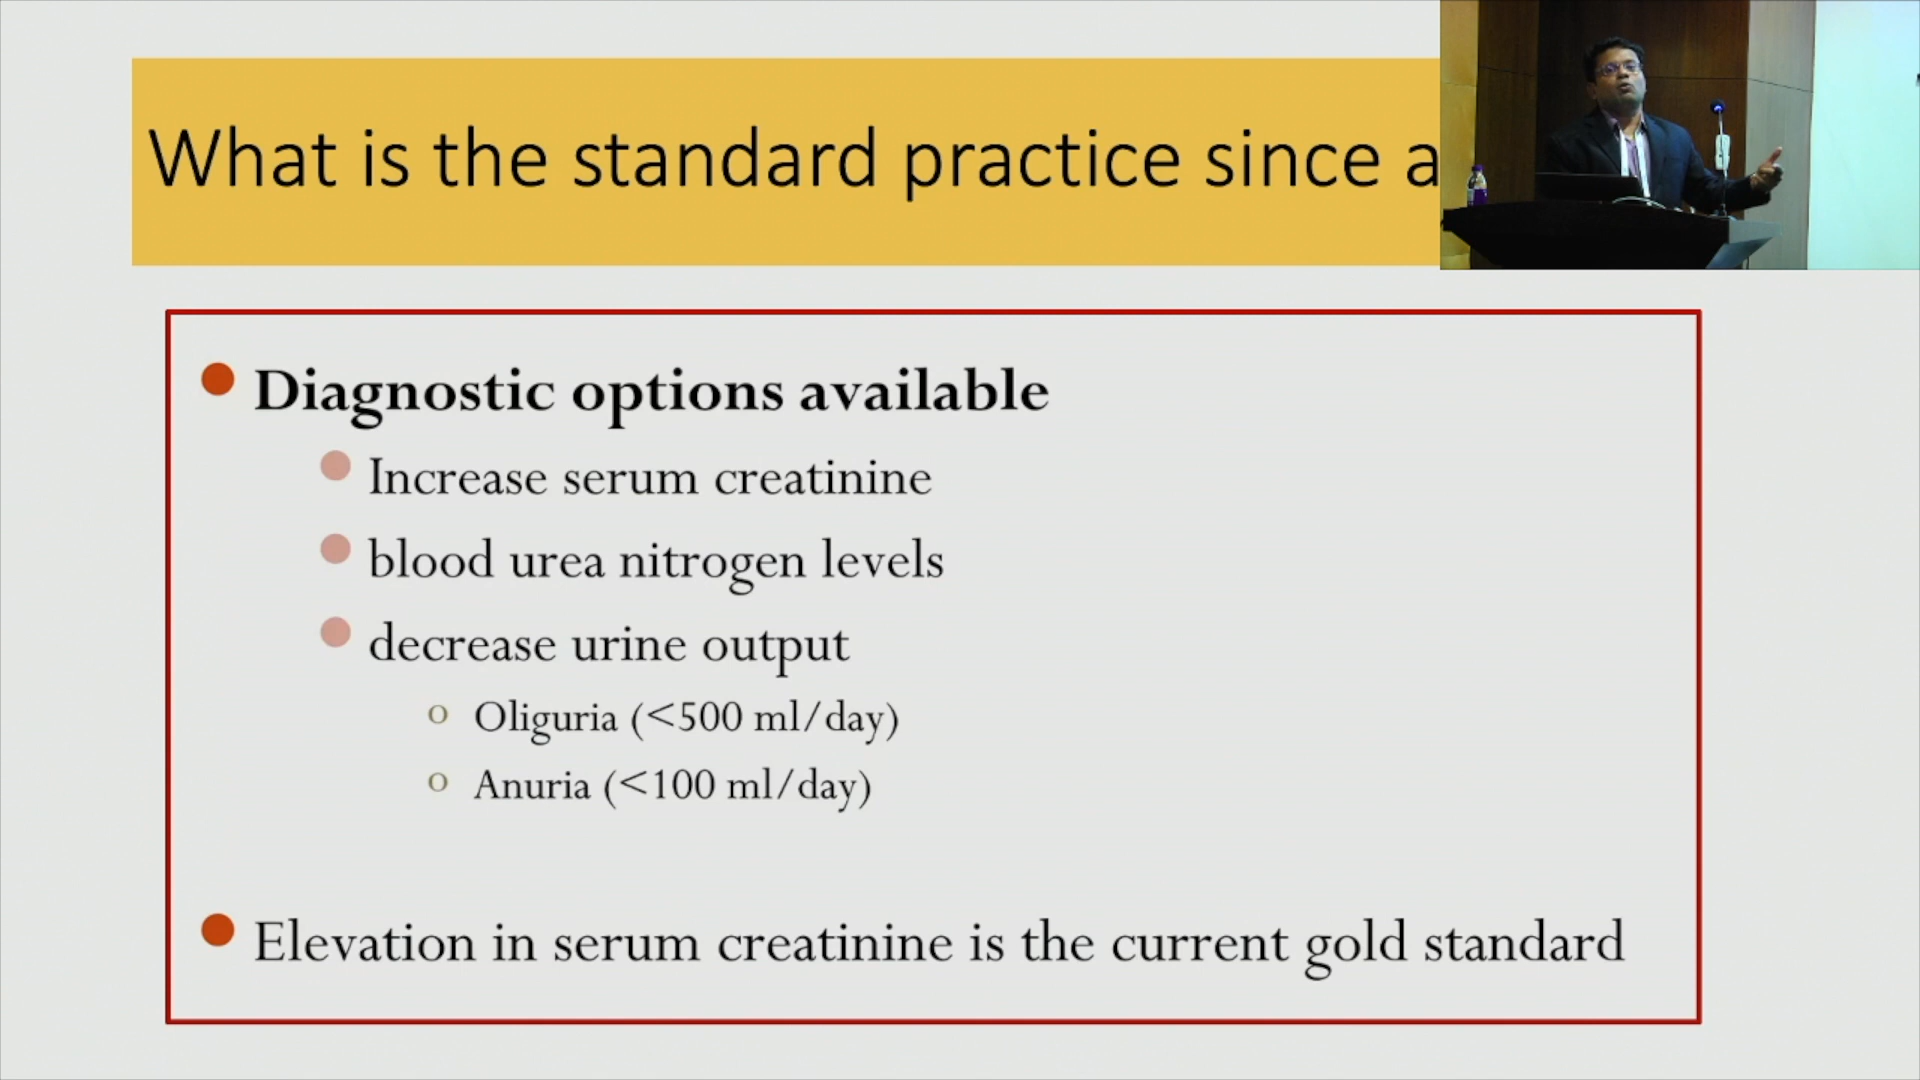 What is the standard practice since a
Diagnostic options available
Increase serum creatinine
blood urea nitrogen levels
decrease urine output
o Oliguria (<500 ml/day)
o Anuria (<100 ml/day)
Elevation in serum creatinine is the current gold standard